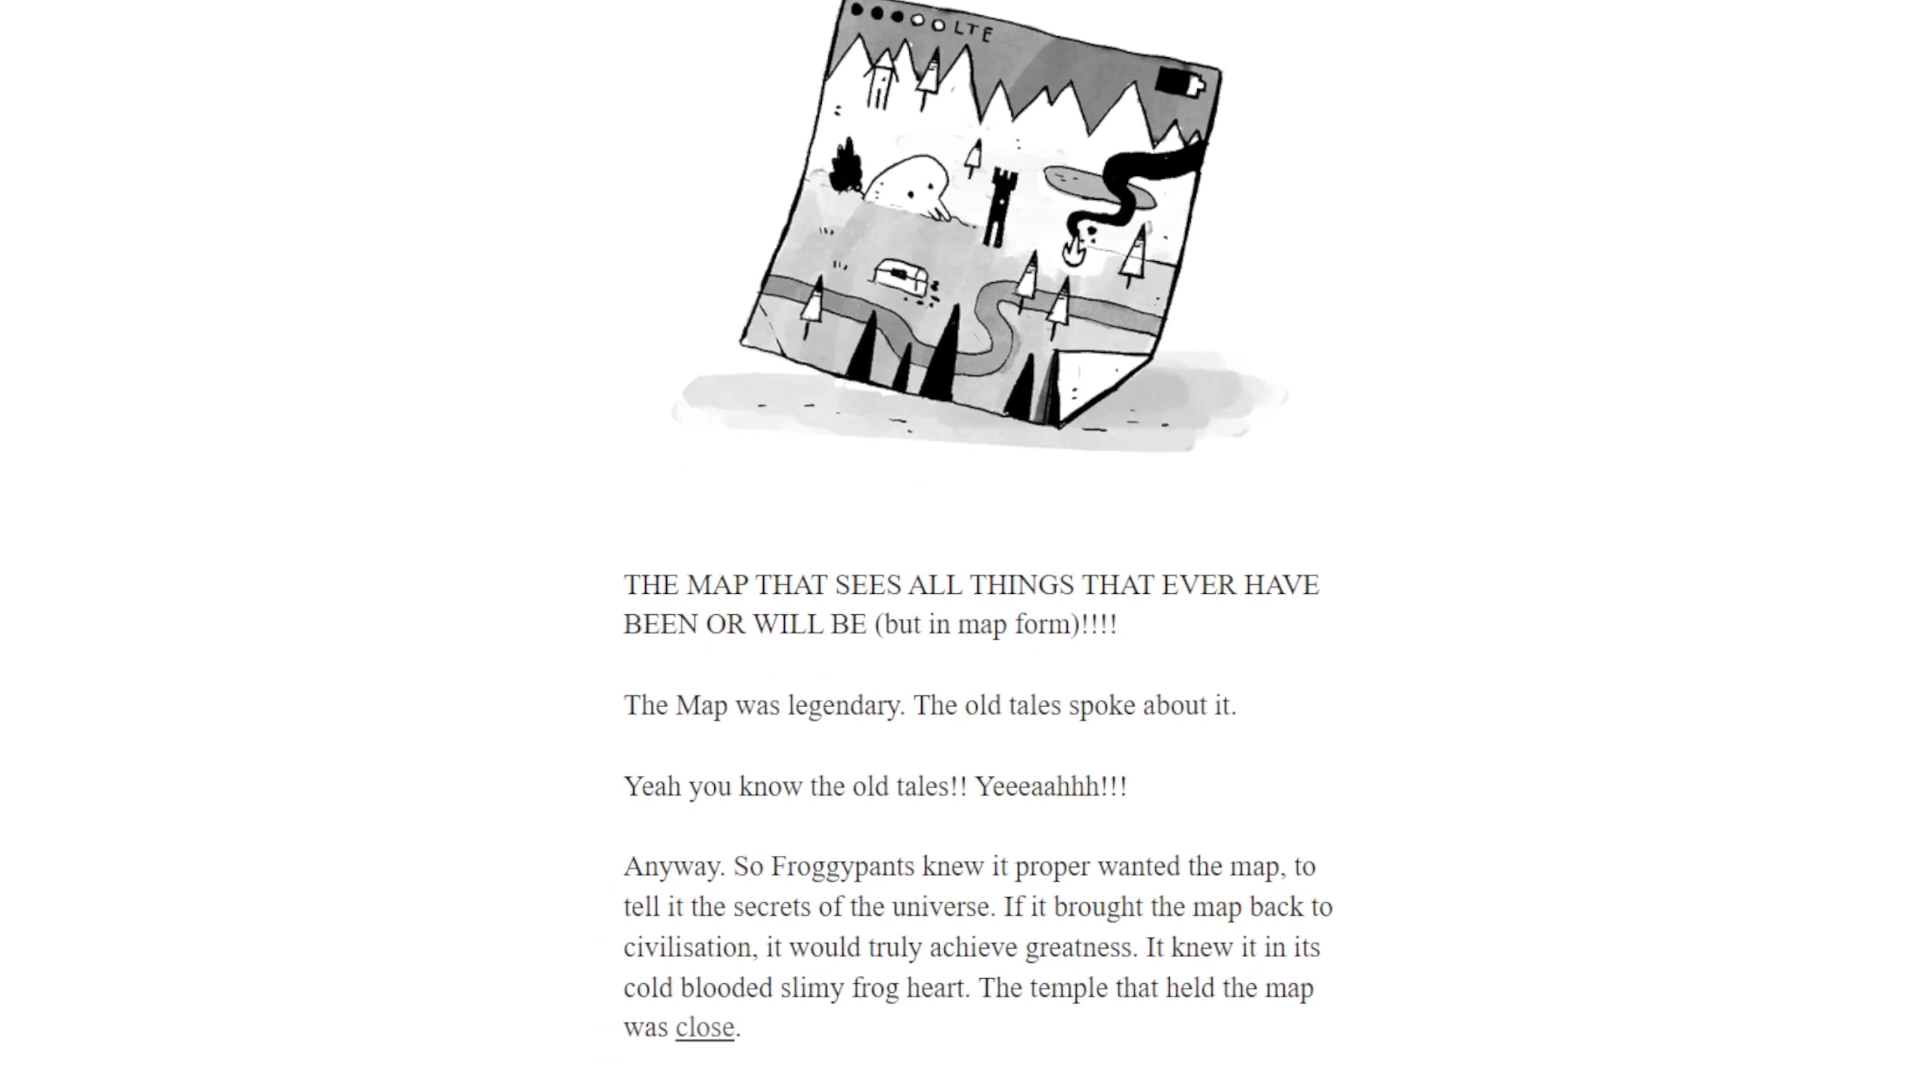 LTE
THE MAP THAT SEES ALL THINGS THAT EVER HAVE
BEEN OR WILL BE (but in map form)!!!!
The Map was legendary. The old tales spoke about it.
Yeah you know the old tales!! Yeeeaahhh!!!
Anyway. So Froggypants knew it proper wanted the map, to
tell it the secrets of the universe. If it brought the map back to
civilisation, it would truly achieve greatness. It knew it in its
cold blooded slimy frog heart. The temple that held the map
was close.